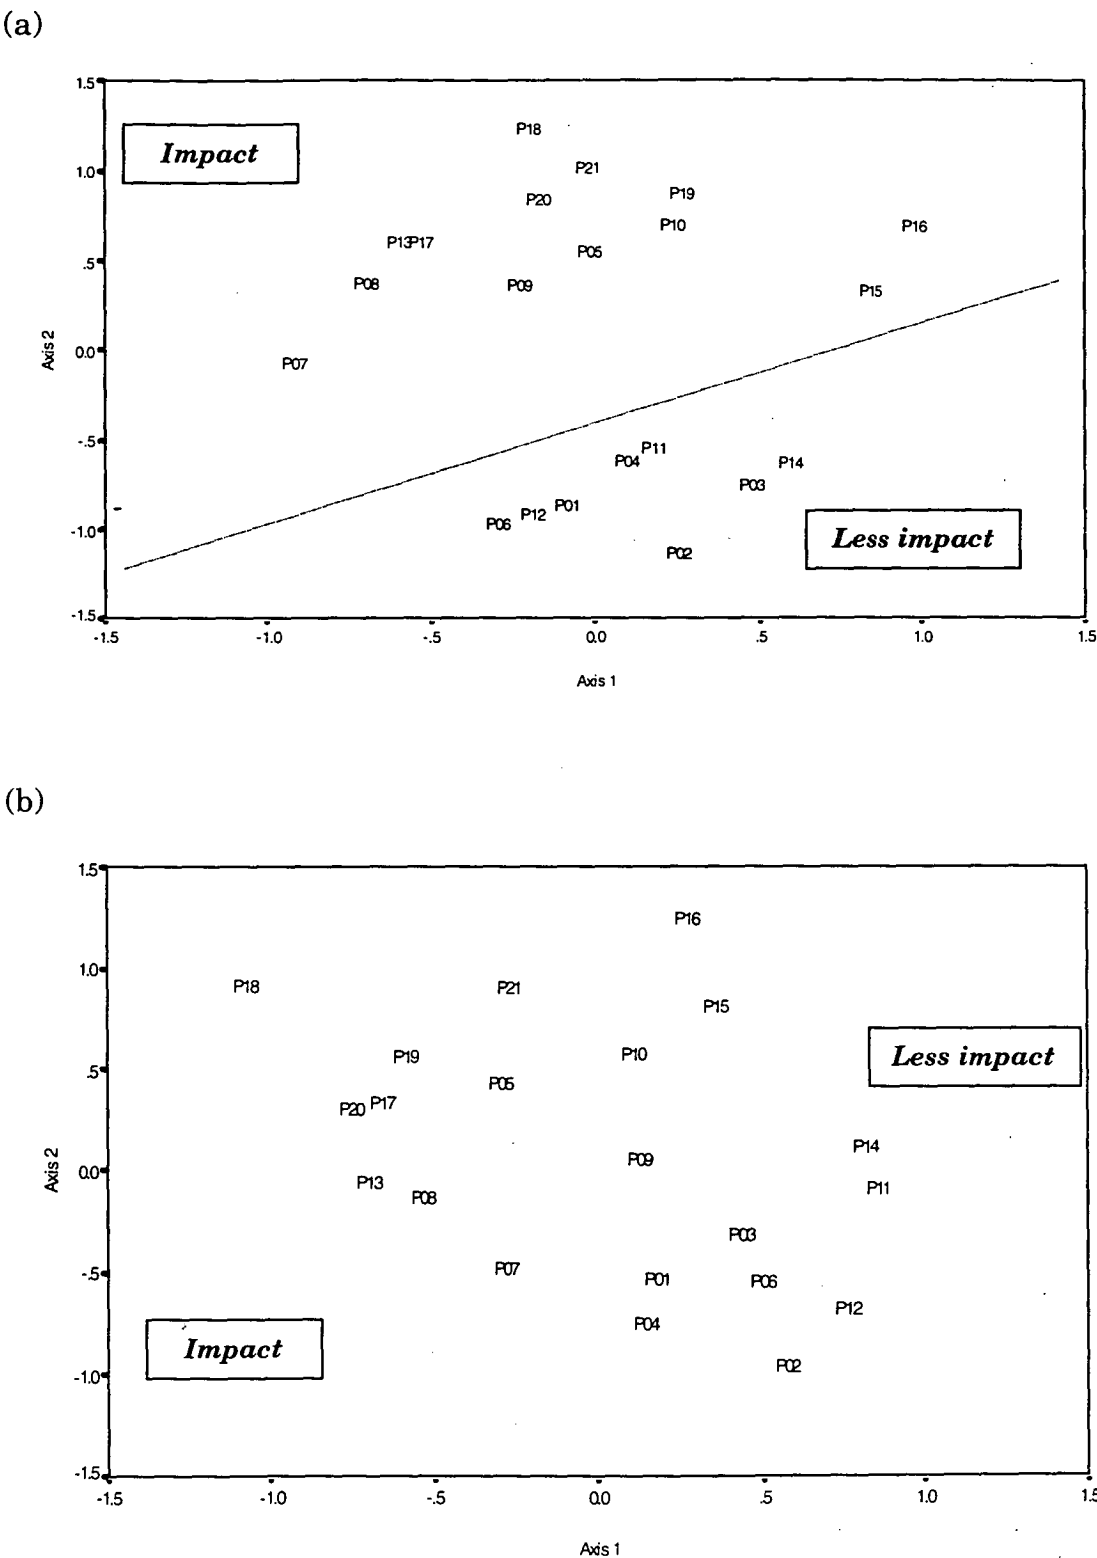 (a)
1.5
Impact
P18
1.0
P21
P20
P19
P10
P16
P13P17
P05
.5
P08
P09
P15
Axis 2
0.0
P07
-.5
P11
P04
P14
P03
P01
P12
P06
-1.0
Less impact
P02
-1.5
-1.5 -1.0 -.5 0.0 .5 1.0 1.5
Axis 1
(b)
1.5
P16
1.0
P18
P21
P15
P19
P10
Less impact
.5
P05
P20 P17
P14
Axis 2
0.0
P09
P13
P11
P08
P03
-.5
P07
P01
P06
P12
P04
Impact
P02
-1.0
-1.5
-1.5 -1.0 -.5 0.0 .5 1.0 1.5
Axis 1